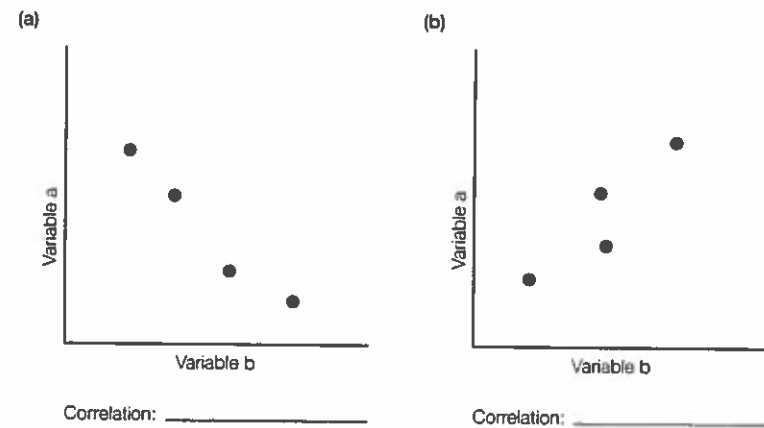 (a)
Variable a
Variable b
Correlation:
(b)
Variable a
Variable b
Correlation: